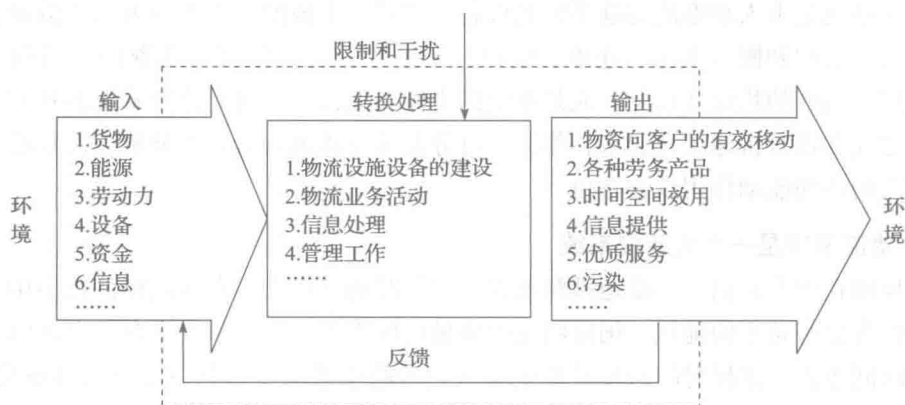 限制和干扰
输入
转换处理
输出
环境
1.货物
2.能源
3.劳动力
4.设备
5.资金
6.信息
……
1.物流设施设备的建设
2.物流业务活动
3.信息处理
4.管理工作
……
1.物资向客户的有效移动
2.各种劳务产品
3.时间空间效用
4.信息提供
5.优质服务
6.污染
……
环境
反馈